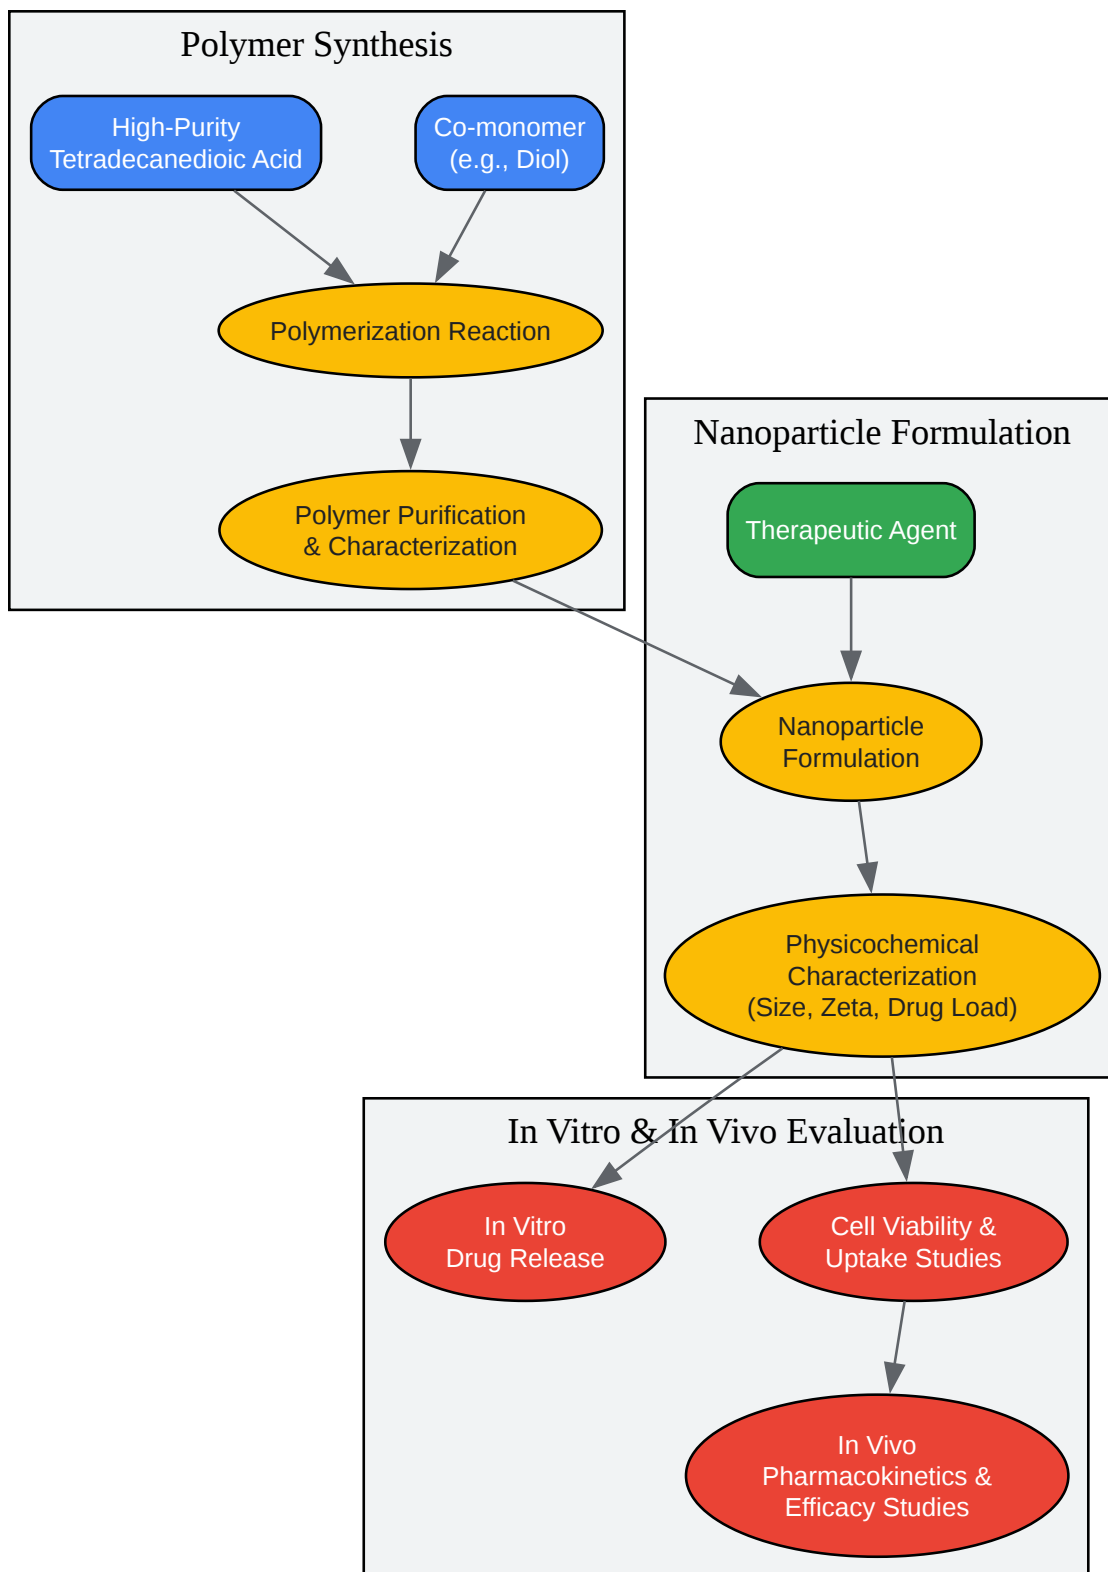 Polymer Synthesis
High-Purity
Tetradecanedioic Acid
Co-monomer
(e.g., Diol)
Polymerization Reaction
Polymer Purification
& Characterization
Nanoparticle Formulation
Therapeutic Agent
Nanoparticle
Formulation
Physicochemical
Characterization
(Size, Zeta, Drug Load)
In Vitro & In Vivo Evaluation
In Vitro
Drug Release
Cell Viability &
Uptake Studies
In Vivo
Pharmacokinetics &
Efficacy Studies